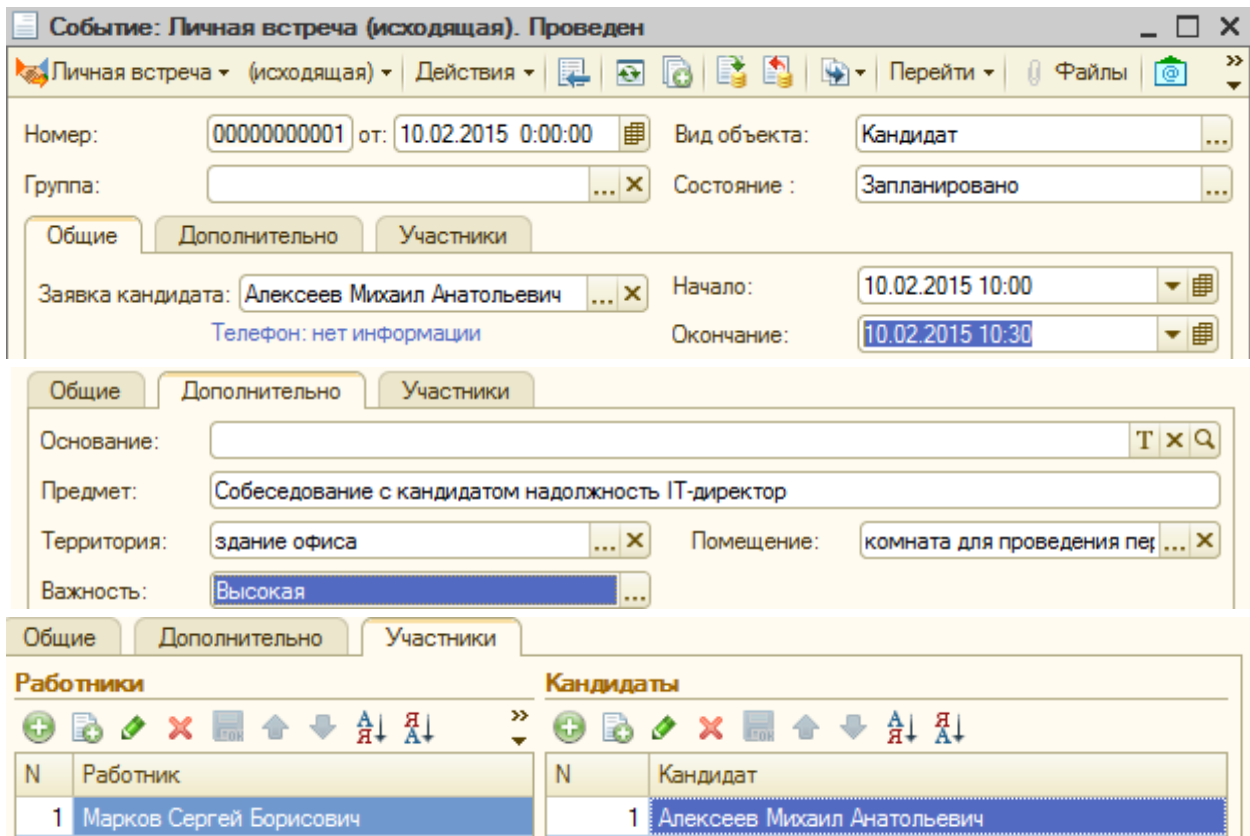 Событие: Личная встреча (исходящая). Проведен
Личная встреча (исходящая) Действия Перейти Файлы
Номер: 00000000001 от: 10.02.2015 0:00:00 Вид объекта: Кандидат ...
Группа: ... Состояние : Запланировано ...
Общие Дополнительно Участники
Заявка кандидата: Алексеев Михаил Анатольевич ... Начало: 10.02.2015 10:00
Телефон: нет информации Окончание: 10.02.2015 10:30
Общие Дополнительно Участники
Основание: T
Предмет: Собеседование с кандидатом надолжность IT-директор
Территория: здание офиса ... Помещение: комната для проведения пер ...
Важность: Высокая ...
Общие Дополнительно Участники
Работники Кандидаты
N Работник N Кандидат
1 Марков Сергей Борисович 1 Алексеев Михаил Анатольевич